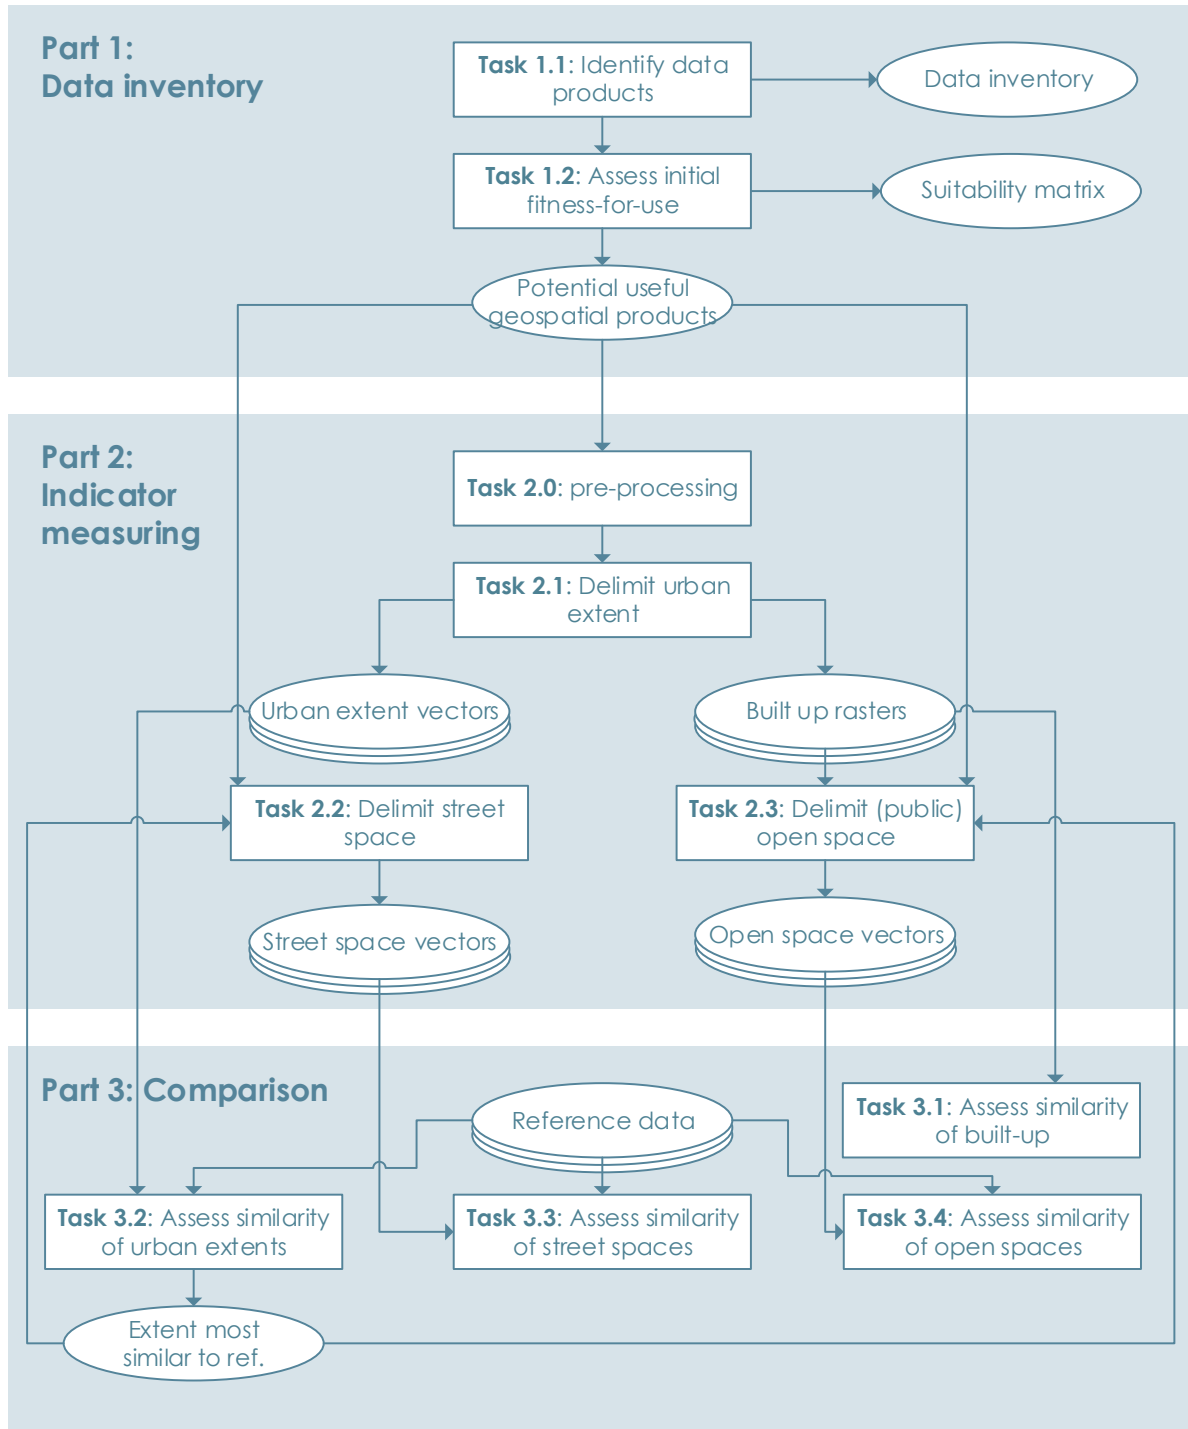 Part 1:
Data inventory
Task 1.1: Identify data
products
Data inventory
Task 1.2: Assess initial
fitness-for-use
Suitability matrix
Potential useful
geospatial products
Part 2:
Indicator
measuring
Task 2.0: pre-processing
Task 2.1: Delimit urban
extent
Urban extent vectors
Built up rasters
Task 2.2: Delimit street
space
Task 2.3: Delimit (public)
open space
Street space vectors
Open space vectors
Part 3: Comparison
Reference data
Task 3.1: Assess similarity
of built-up
Task 3.2: Assess similarity
of urban extents
Task 3.3: Assess similarity
of street spaces
Task 3.4: Assess similarity
of open spaces
Extent most
similar to ref.